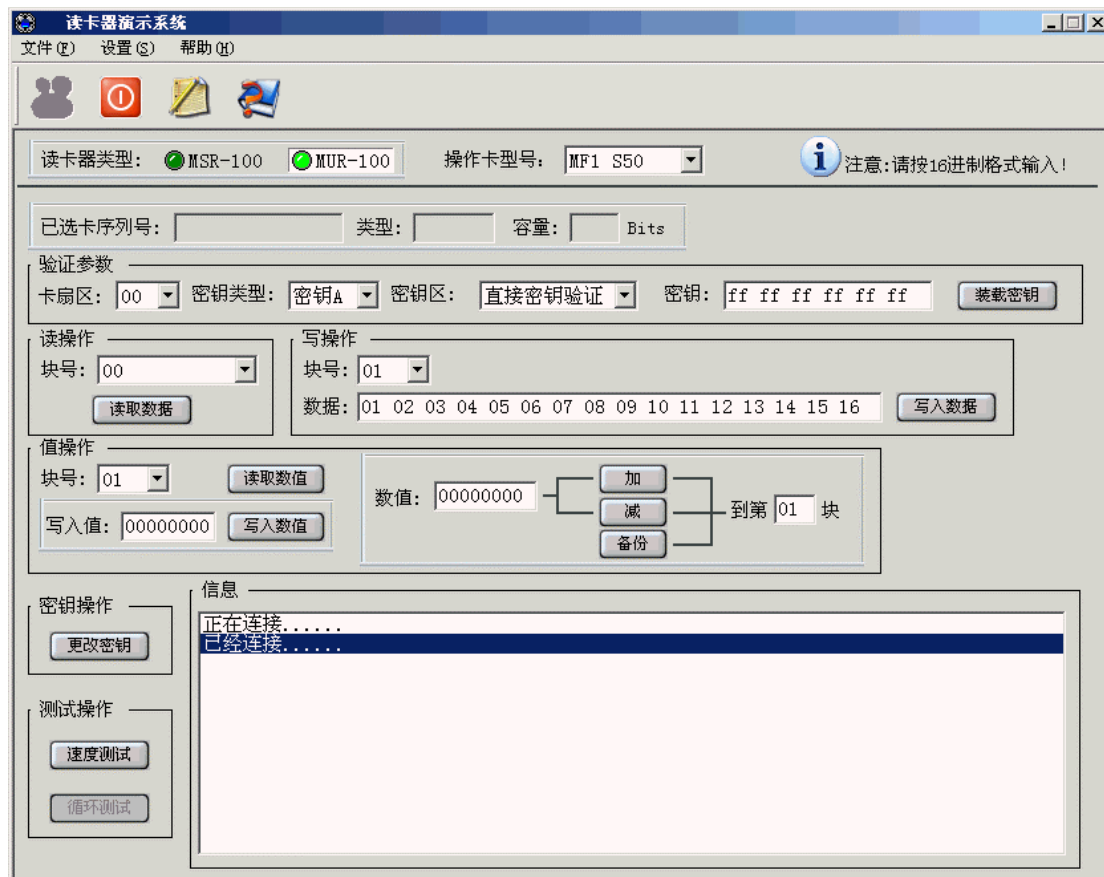 读卡器演示系统
文件(F) 设置(S) 帮助(H)
读卡器类型: MSR-100 MUR-100 操作卡型号: MF1 S50 注意:请按16进制格式输入!
已选卡序列号: 类型: 容量: Bits
验证参数
卡扇区: 00 密钥类型: 密钥A 密钥区: 直接密钥验证 密钥: ff ff ff ff ff ff 装载密钥
读操作 写操作
块号: 00 块号: 01
读取数据 数据: 01 02 03 04 05 06 07 08 09 10 11 12 13 14 15 16 写入数据
值操作
块号: 01 读取数值 数值: 00000000 加
写入值: 00000000 写入数值 减 到第 01 块
备份
密钥操作 信息
更改密钥 正在连接......
已经连接......
测试操作
速度测试
循环测试